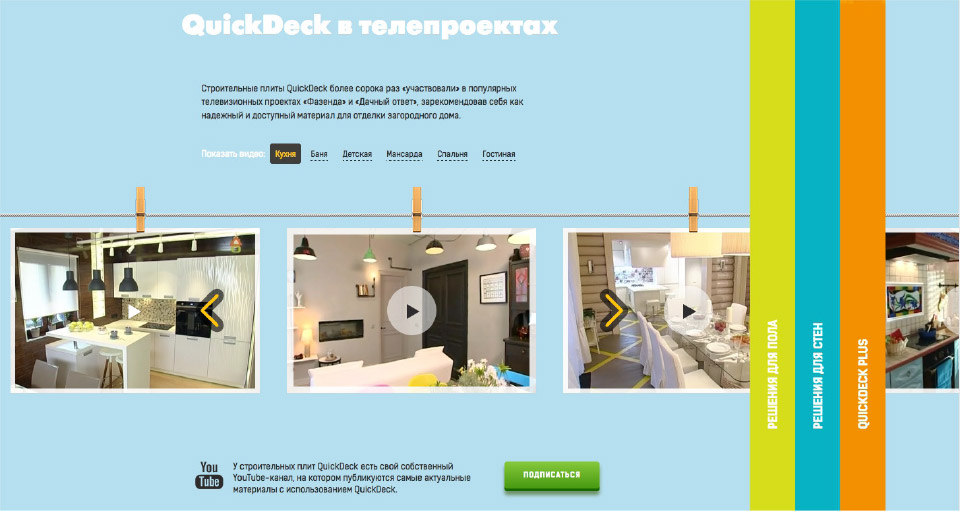 QuickDeck в телепроектах
Строительные плиты QuickDeck более сорока раз «участвовали» в популярных
телевизионных проектах «Фазенда» и «Дачный ответ», зарекомендовав себя как
надежный и доступный материал для отделки загородного дома.
Показать видео: Кухня Баня Детская Мансарда Спальня Гостиная
РЕШЕНИЯ ДЛЯ ПОЛА
РЕШЕНИЯ ДЛЯ СТЕН
QUICKDECK PLUS
You
Tube
У строительных плит QuickDeck есть свой собственный
YouTube-канал, на котором публикуются самые актуальные
материалы с использованием QuickDeck.
ПОДПИСАТЬСЯ